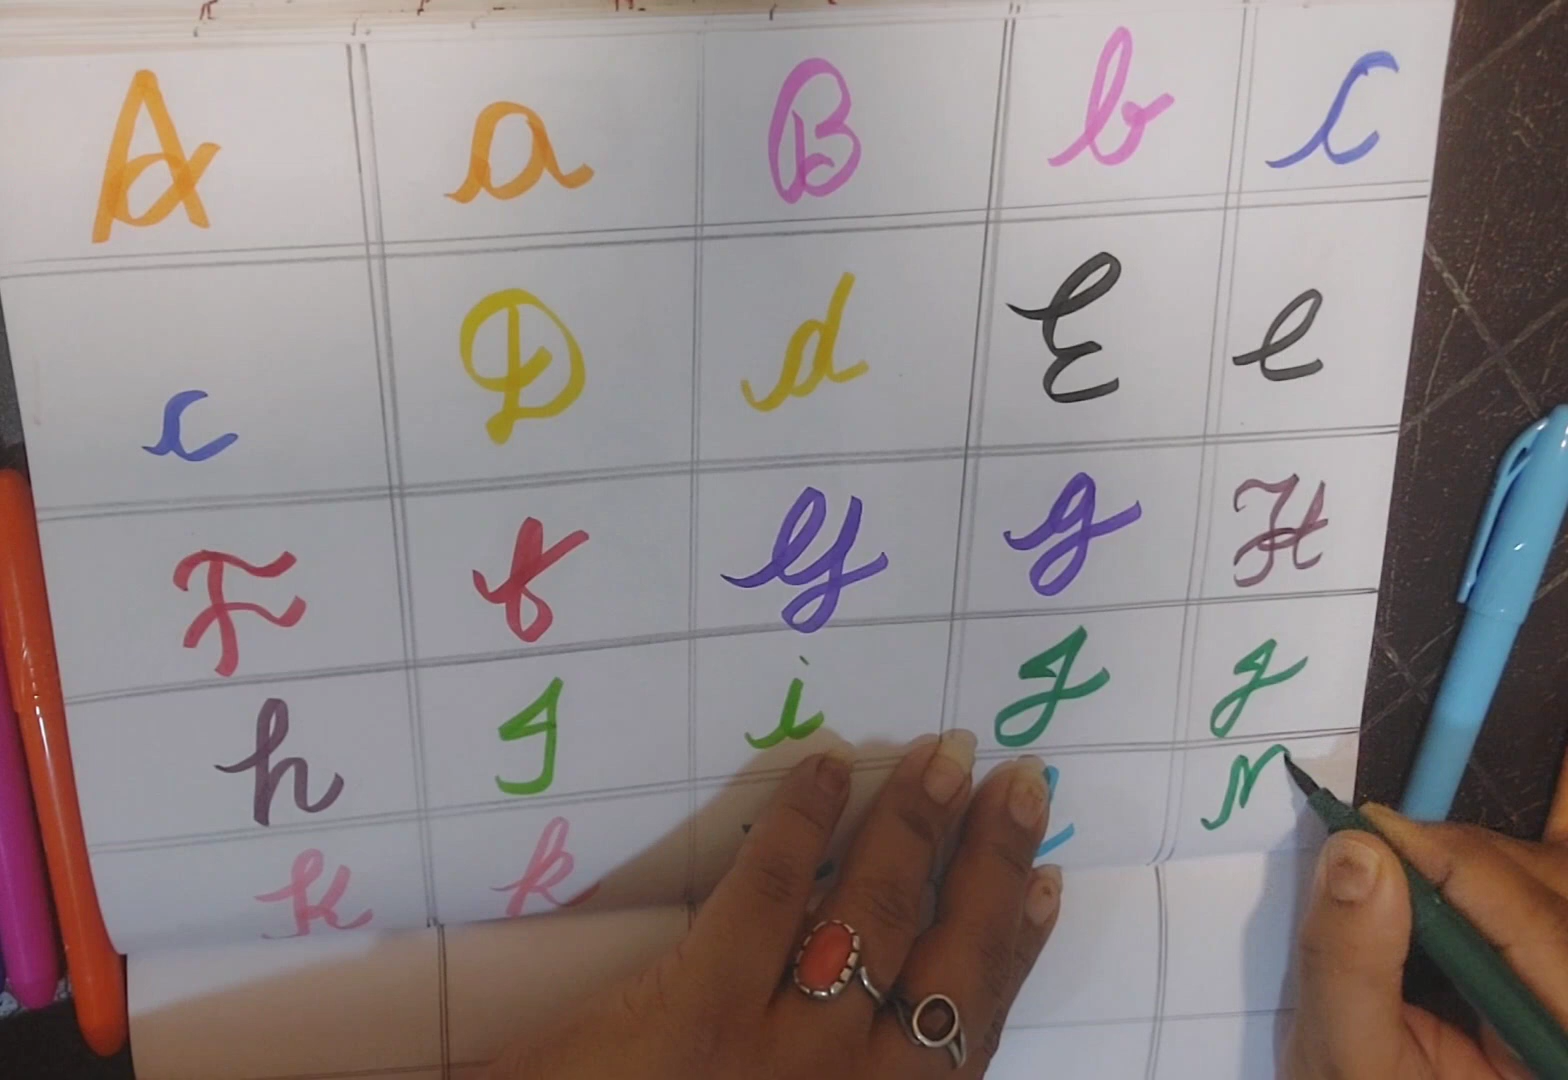 A a B b C
c D d E e
F f G g H
h I i J j
K k